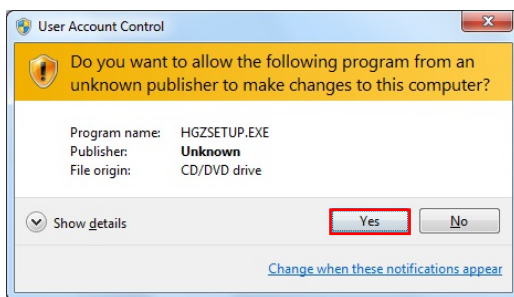 User Account Control
Do you want to allow the following program from an
unknown publisher to make changes to this computer?
Program name: HGZSETUP.EXE
Publisher: Unknown
File origin: CD/DVD drive
Show details Yes No
Change when these notifications appear